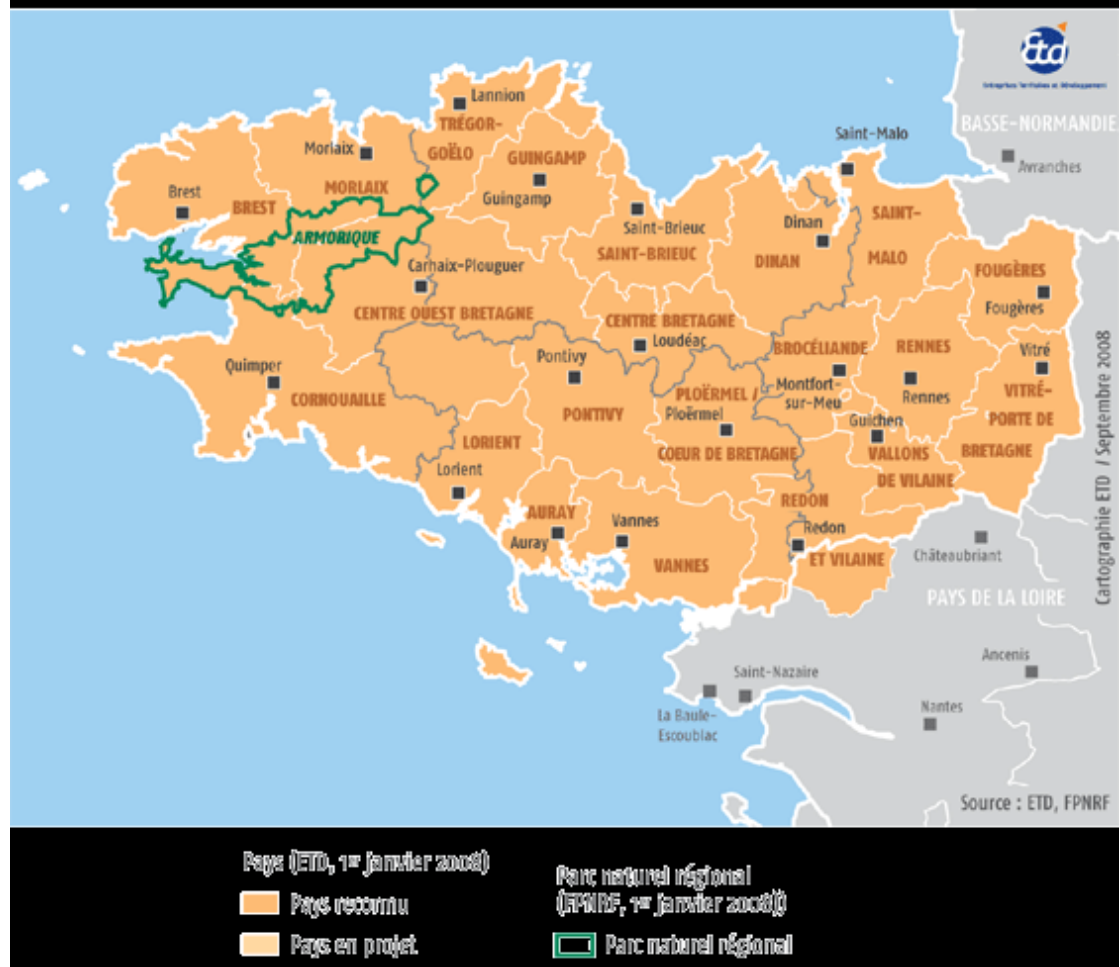 Etd
Entreprises Territoires et Développement
BASSE-NORMANDIE
Avranches
Lannion
TRÉGOR-
GOËLO
Saint-Malo
Morlaix
GUINGAMP
Guingamp
MORLAIX
Brest
BREST
SAINT-
MALO
Saint-Brieuc
SAINT-BRIEUC
Dinan
DINAN
ARMORIQUE
Carhaix-Plouguer
FOUGÈRES
Fougères
CENTRE OUEST BRETAGNE
CENTRE BRETAGNE
Loudéac
BROCÉLIANDE
RENNES
Vitré
Quimper
Pontivy
Montfort-
sur-Meu
Rennes
CORNOUAILLE
PLOËRMEL /
Ploërmel
VITRÉ-
PORTE DE
BRETAGNE
PONTIVY
Guichen
LORIENT
COEUR DE BRETAGNE
VALLONS
DE VILAINE
Lorient
REDON
AURAY
Auray
Vannes
VANNES
Redon
ET VILAINE
Châteaubriant
PAYS DE LA LOIRE
Ancenis
Saint-Nazaire
La Baule-
Escoublac
Nantes
Cartographie ETD / Septembre 2008
Source : ETD, FPNRF
Pays (ETD, 1er janvier 2008)
Pays reconnu
Pays en projet
Parc naturel régional
(FPNRF, 1er janvier 2008)
Parc naturel régional